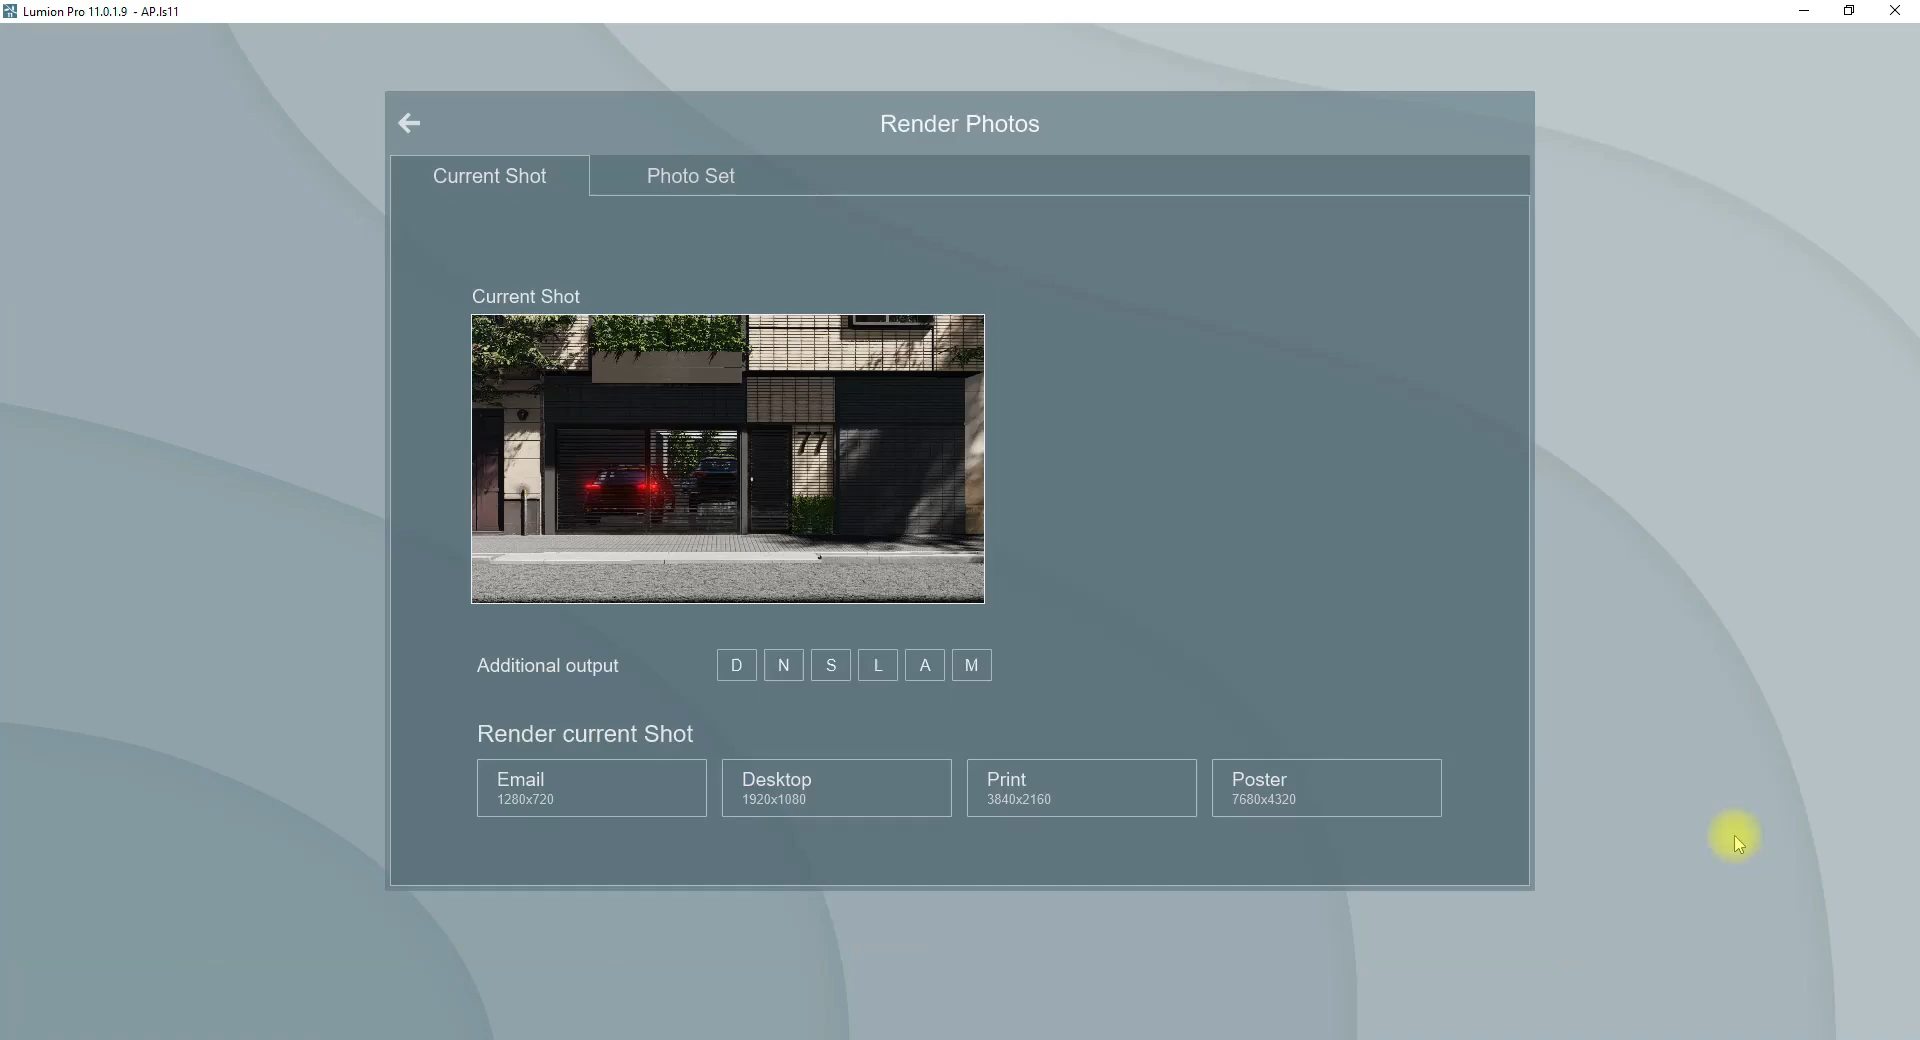 Lumion Pro 11.0.1.9 - AP.ls11
Render Photos
Current Shot
Photo Set
Current Shot
77
Additional output
D N S L A M
Render current Shot
Email
1280x720
Desktop
1920x1080
Print
3840x2160
Poster
7680x4320